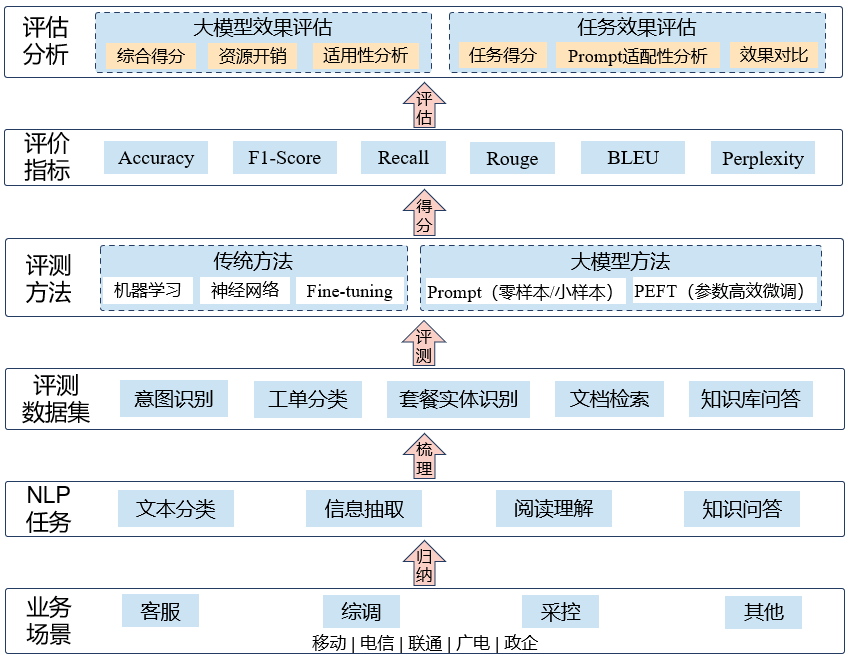 评估
分析
大模型效果评估
综合得分 资源开销 适用性分析
任务效果评估
任务得分 Prompt适配性分析 效果对比
评
估
评价
指标
Accuracy F1-Score Recall Rouge BLEU Perplexity
得
分
评测
方法
传统方法
机器学习 神经网络 Fine-tuning
大模型方法
Prompt（零样本/小样本） PEFT（参数高效微调）
评
测
评测
数据集
意图识别 工单分类 套餐实体识别 文档检索 知识库问答
梳
理
NLP
任务
文本分类 信息抽取 阅读理解 知识问答
归
纳
业务
场景
客服 综调 采控 其他
移动 | 电信 | 联通 | 广电 | 政企